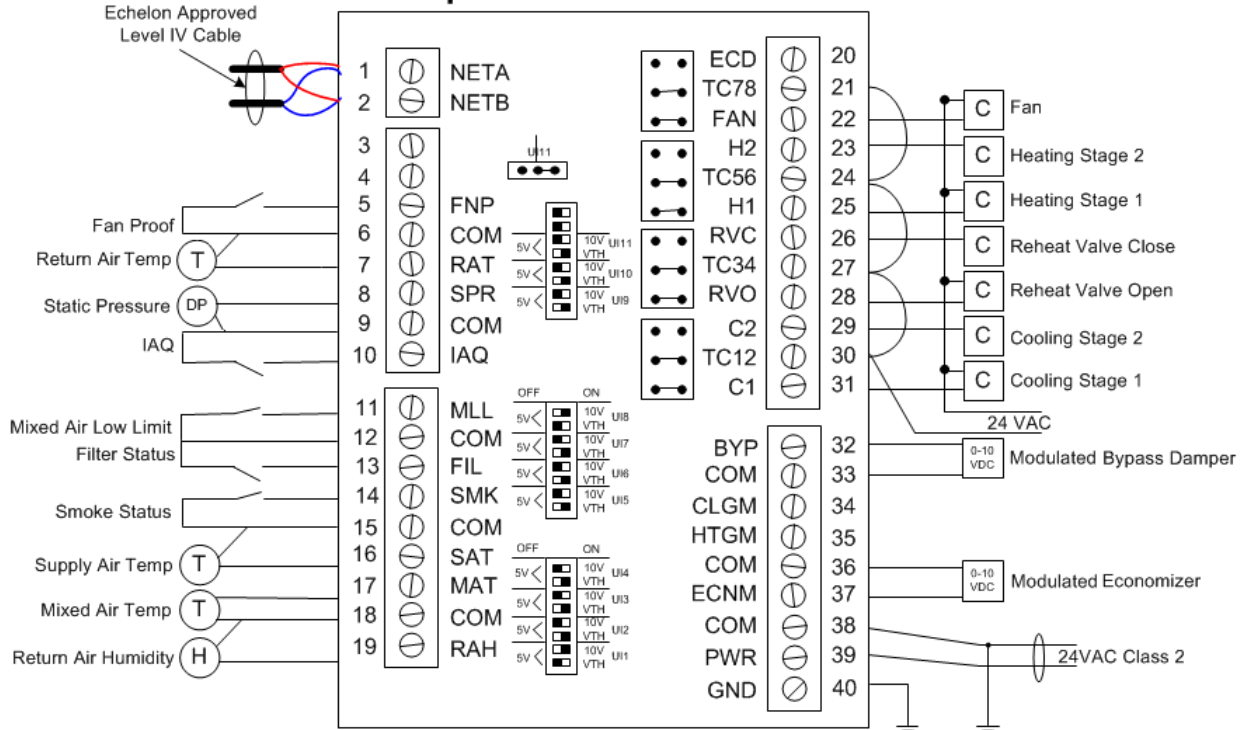 Echelon Approved
Level IV Cable
1 NETA
2 NETB
3
4
5 FNP
6 COM
7 RAT
8 SPR
9 COM
10 IAQ
11 MLL
12 COM
13 FIL
14 SMK
15 COM
16 SAT
17 MAT
18 COM
19 RAH
Fan Proof
Return Air Temp T
Static Pressure DP
IAQ
Mixed Air Low Limit
Filter Status
Smoke Status
Supply Air Temp T
Mixed Air Temp T
Return Air Humidity H
UI11
5V 10V UI11
VTH
5V 10V UI10
VTH
5V 10V UI9
VTH
OFF ON
5V 10V UI8
VTH
5V 10V UI7
VTH
5V 10V UI6
VTH
5V 10V UI5
VTH
OFF ON
5V 10V UI4
VTH
5V 10V UI3
VTH
5V 10V UI2
VTH
5V 10V UI1
VTH
ECD 20
TC78 21
FAN 22
H2 23
TC56 24
H1 25
RVC 26
TC34 27
RVO 28
C2 29
TC12 30
C1 31
BYP 32
COM 33
CLGM 34
HTGM 35
COM 36
ECNM 37
COM 38
PWR 39
GND 40
C Fan
C Heating Stage 2
C Heating Stage 1
C Reheat Valve Close
C Reheat Valve Open
C Cooling Stage 2
C Cooling Stage 1
24 VAC
0-10
VDC
Modulated Bypass Damper
0-10
VDC
Modulated Economizer
24VAC Class 2